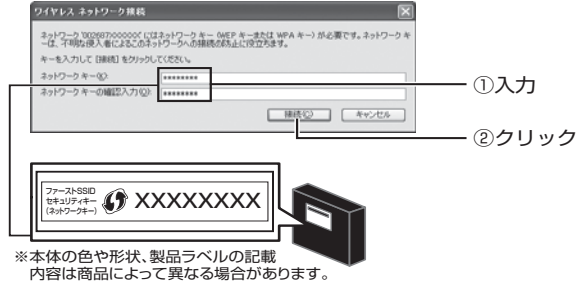 ワイヤレス ネットワーク接続
ネットワーク '002687XXXXXX' にはネットワーク キー (WEP キーまたは WPA キー) が必要です。ネットワーク キ
ーは、不明な侵入者によるこのネットワークへの接続の防止に役立ちます。
キーを入力して [接続] をクリックしてください。
ネットワーク キー(K):
********
ネットワーク キーの確認入力(O):
********
接続(C)
キャンセル
①入力
②クリック
ファーストSSID
セキュリティキー
(ネットワークキー)
XXXXXXXX
※本体の色や形状、製品ラベルの記載
内容は商品によって異なる場合があります。